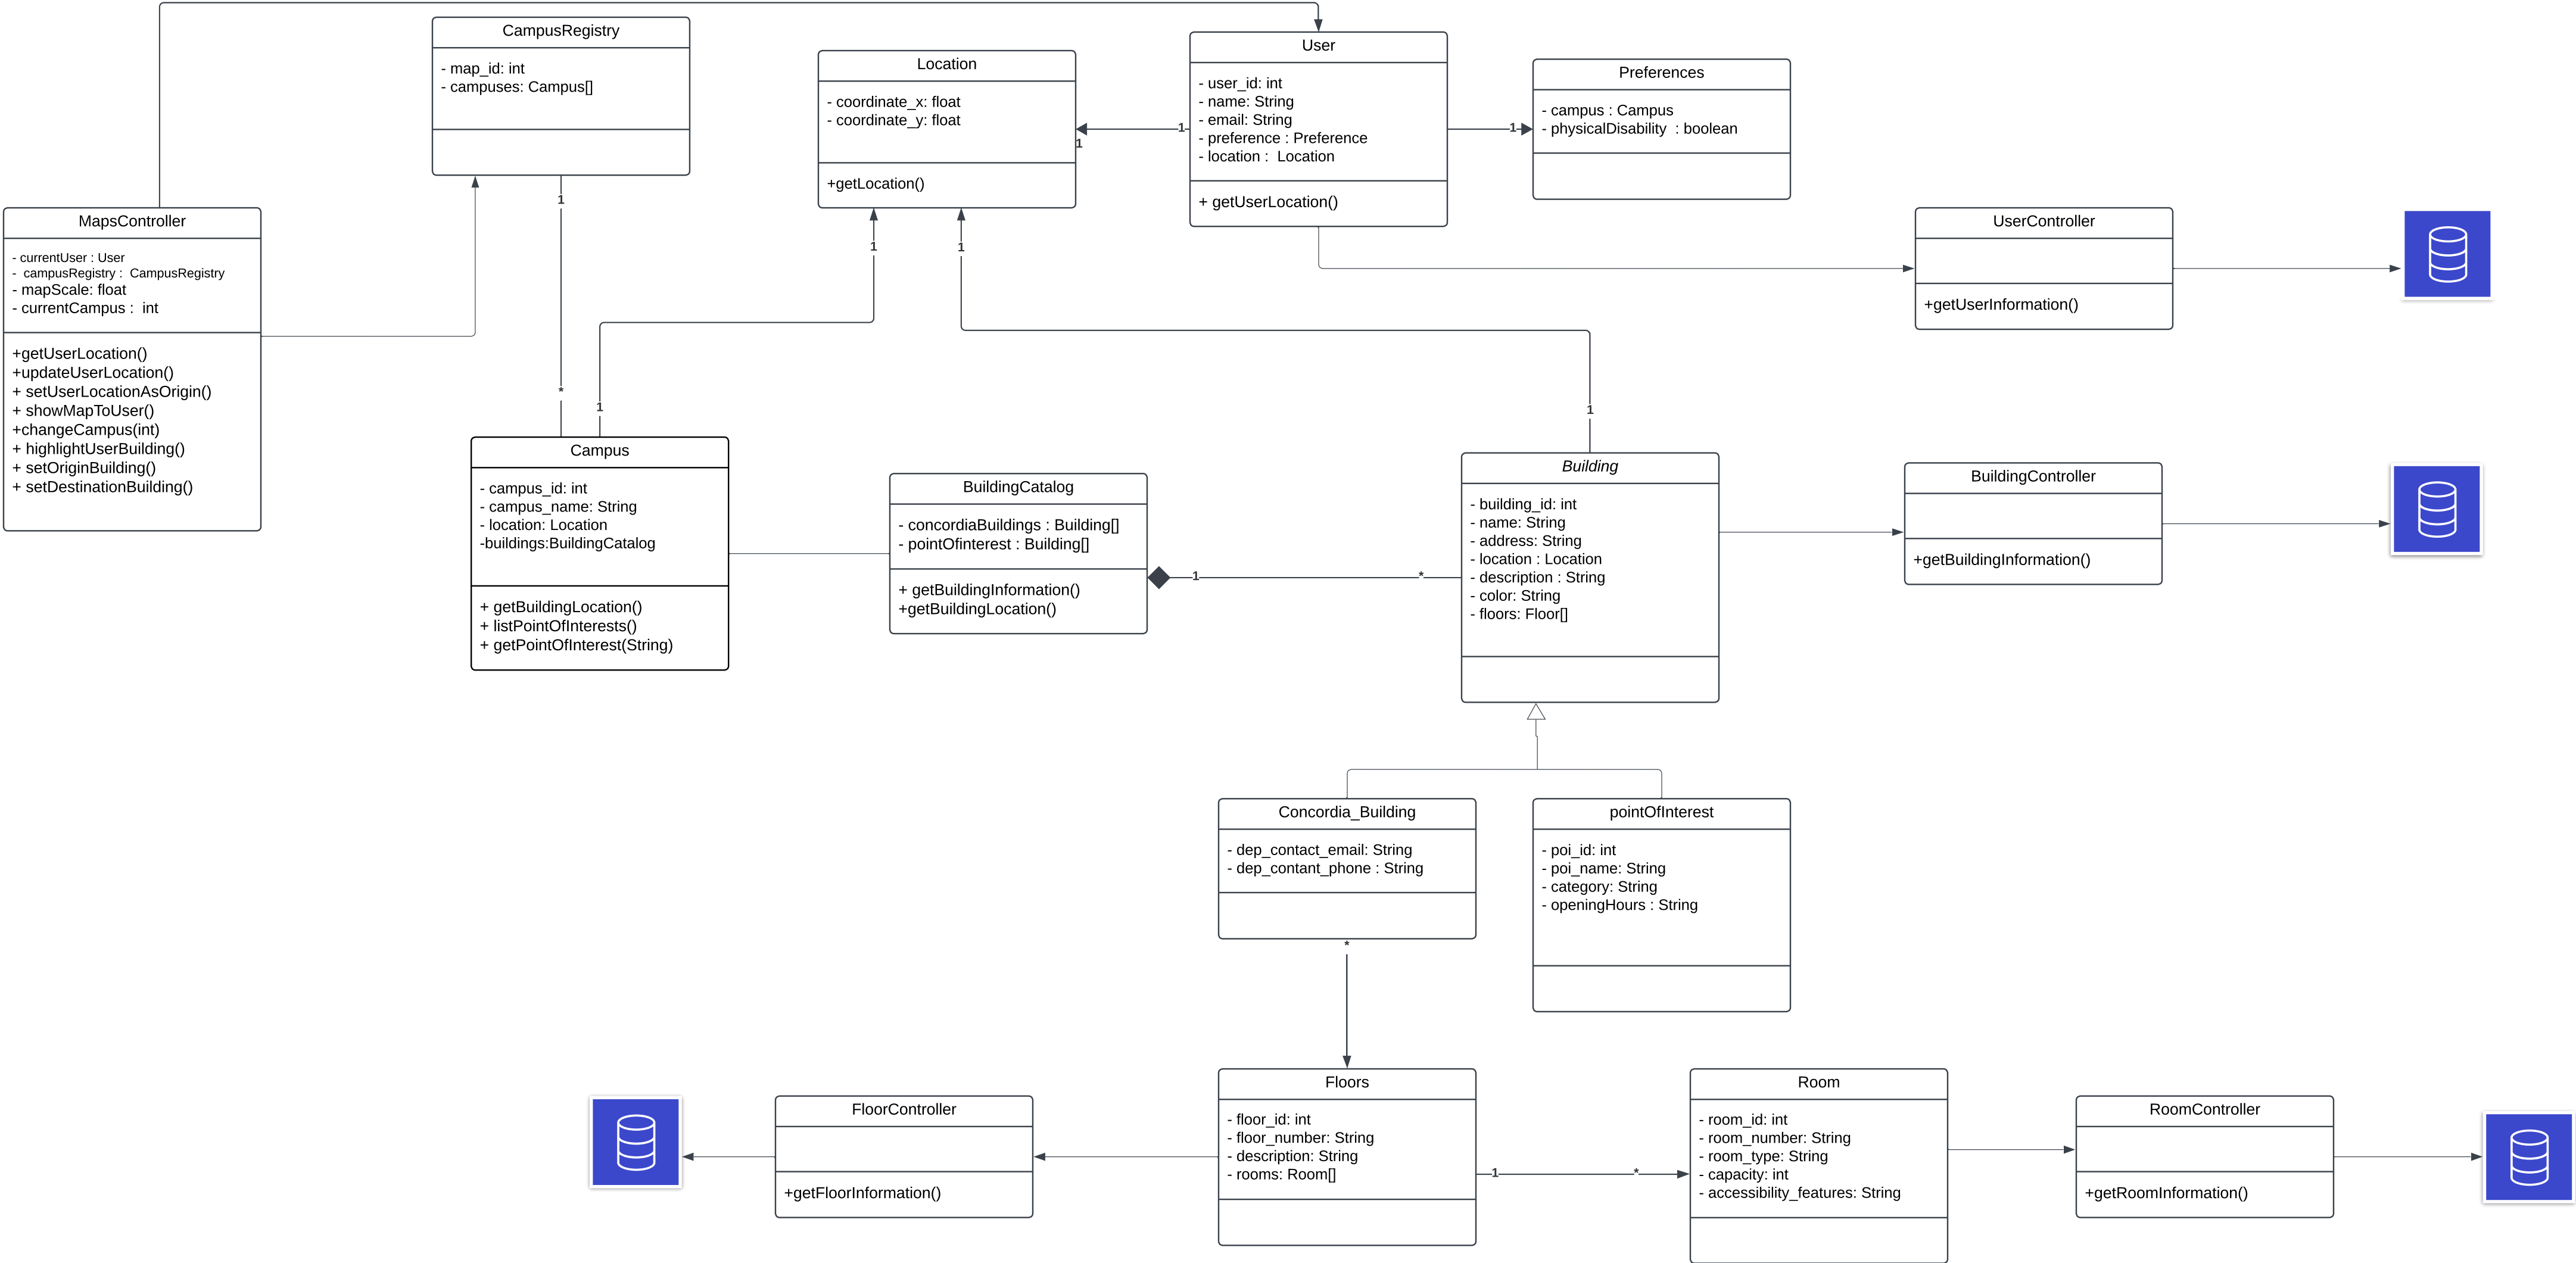 CampusRegistry
- map_id: int
- campuses: Campus[]
1
*
Location
- coordinate_x: float
- coordinate_y: float
+getLocation()
1
1
1
1
User
- user_id: int
- name: String
- email: String
- preference : Preference
- location :  Location
+ getUserLocation()
1
Preferences
- campus : Campus
- physicalDisability  : boolean
MapsController
- currentUser : User
-  campusRegistry :  CampusRegistry
- mapScale: float
- currentCampus :  int
+getUserLocation()
+updateUserLocation()
+ setUserLocationAsOrigin()
+ showMapToUser()
+changeCampus(int)
+ highlightUserBuilding()
+ setOriginBuilding()
+ setDestinationBuilding()
UserController
+getUserInformation()
1
Campus
- campus_id: int
- campus_name: String
- location: Location
-buildings:BuildingCatalog
+ getBuildingLocation()
+ listPointOfInterests()
+ getPointOfInterest(String)
BuildingCatalog
- concordiaBuildings : Building[]
- pointOfinterest : Building[]
+ getBuildingInformation()
+getBuildingLocation()
1
*
1
Building
- building_id: int
- name: String
- address: String
- location : Location
- description : String
- color: String
- floors: Floor[]
BuildingController
+getBuildingInformation()
Concordia_Building
- dep_contact_email: String
- dep_contant_phone : String
*
pointOfInterest
- poi_id: int
- poi_name: String
- category: String
- openingHours : String
FloorController
+getFloorInformation()
Floors
- floor_id: int
- floor_number: String
- description: String
- rooms: Room[]
1
*
Room
- room_id: int
- room_number: String
- room_type: String
- capacity: int
- accessibility_features: String
RoomController
+getRoomInformation()